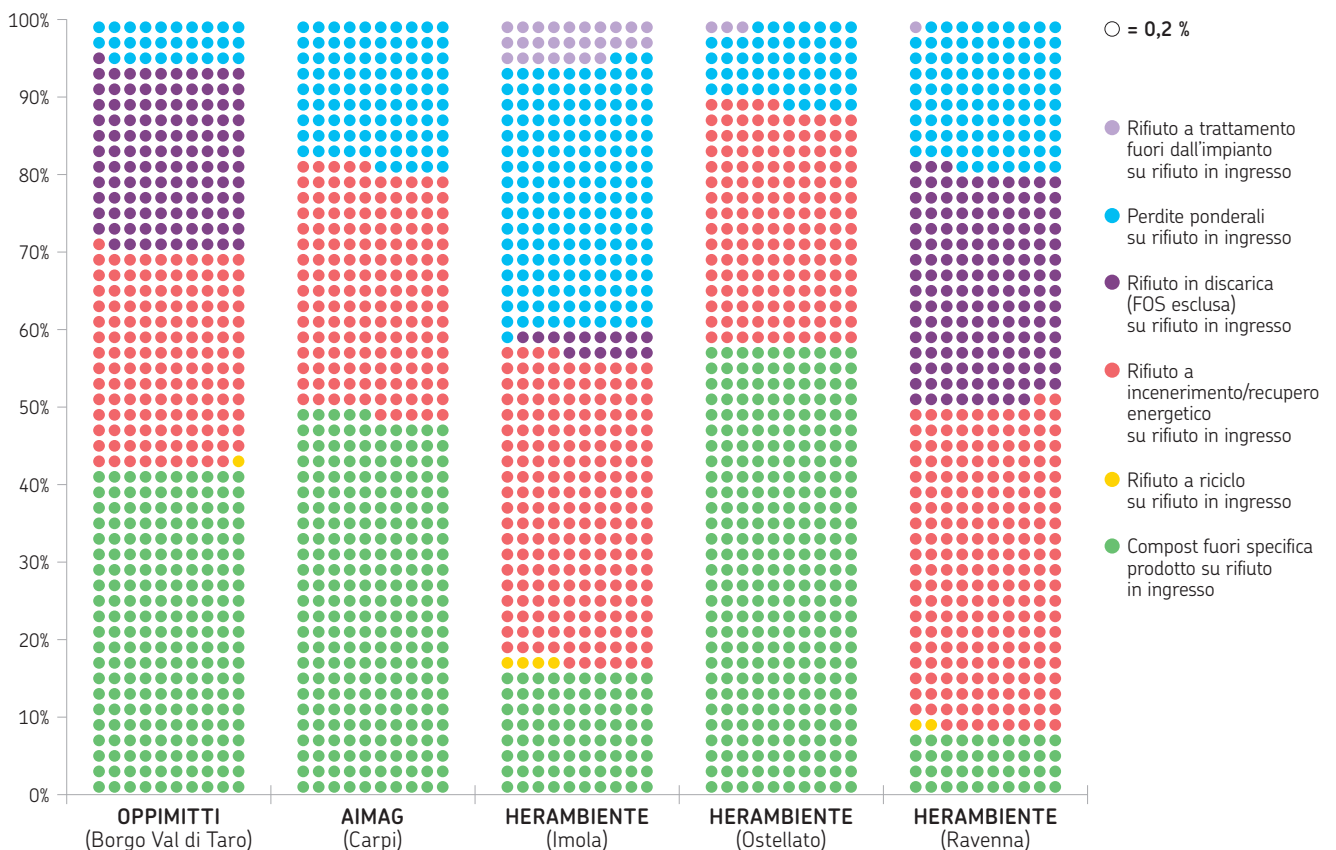 100%
90%
80%
70%
60%
50%
40%
30%
20%
10%
0%
OPPIMITTI
(Borgo Val di Taro)
AIMAG
(Carpi)
HERAMBIENTE
(Imola)
HERAMBIENTE
(Ostellato)
HERAMBIENTE
(Ravenna)
= 0,2 %
Rifiuto a trattamento
fuori dall'impianto
su rifiuto in ingresso
Perdite ponderali
su rifiuto in ingresso
Rifiuto in discarica
(FOS esclusa)
su rifiuto in ingresso
Rifiuto a
incenerimento/recupero
energetico
su rifiuto in ingresso
Rifiuto a riciclo
su rifiuto in ingresso
Compost fuori specifica
prodotto su rifiuto
in ingresso